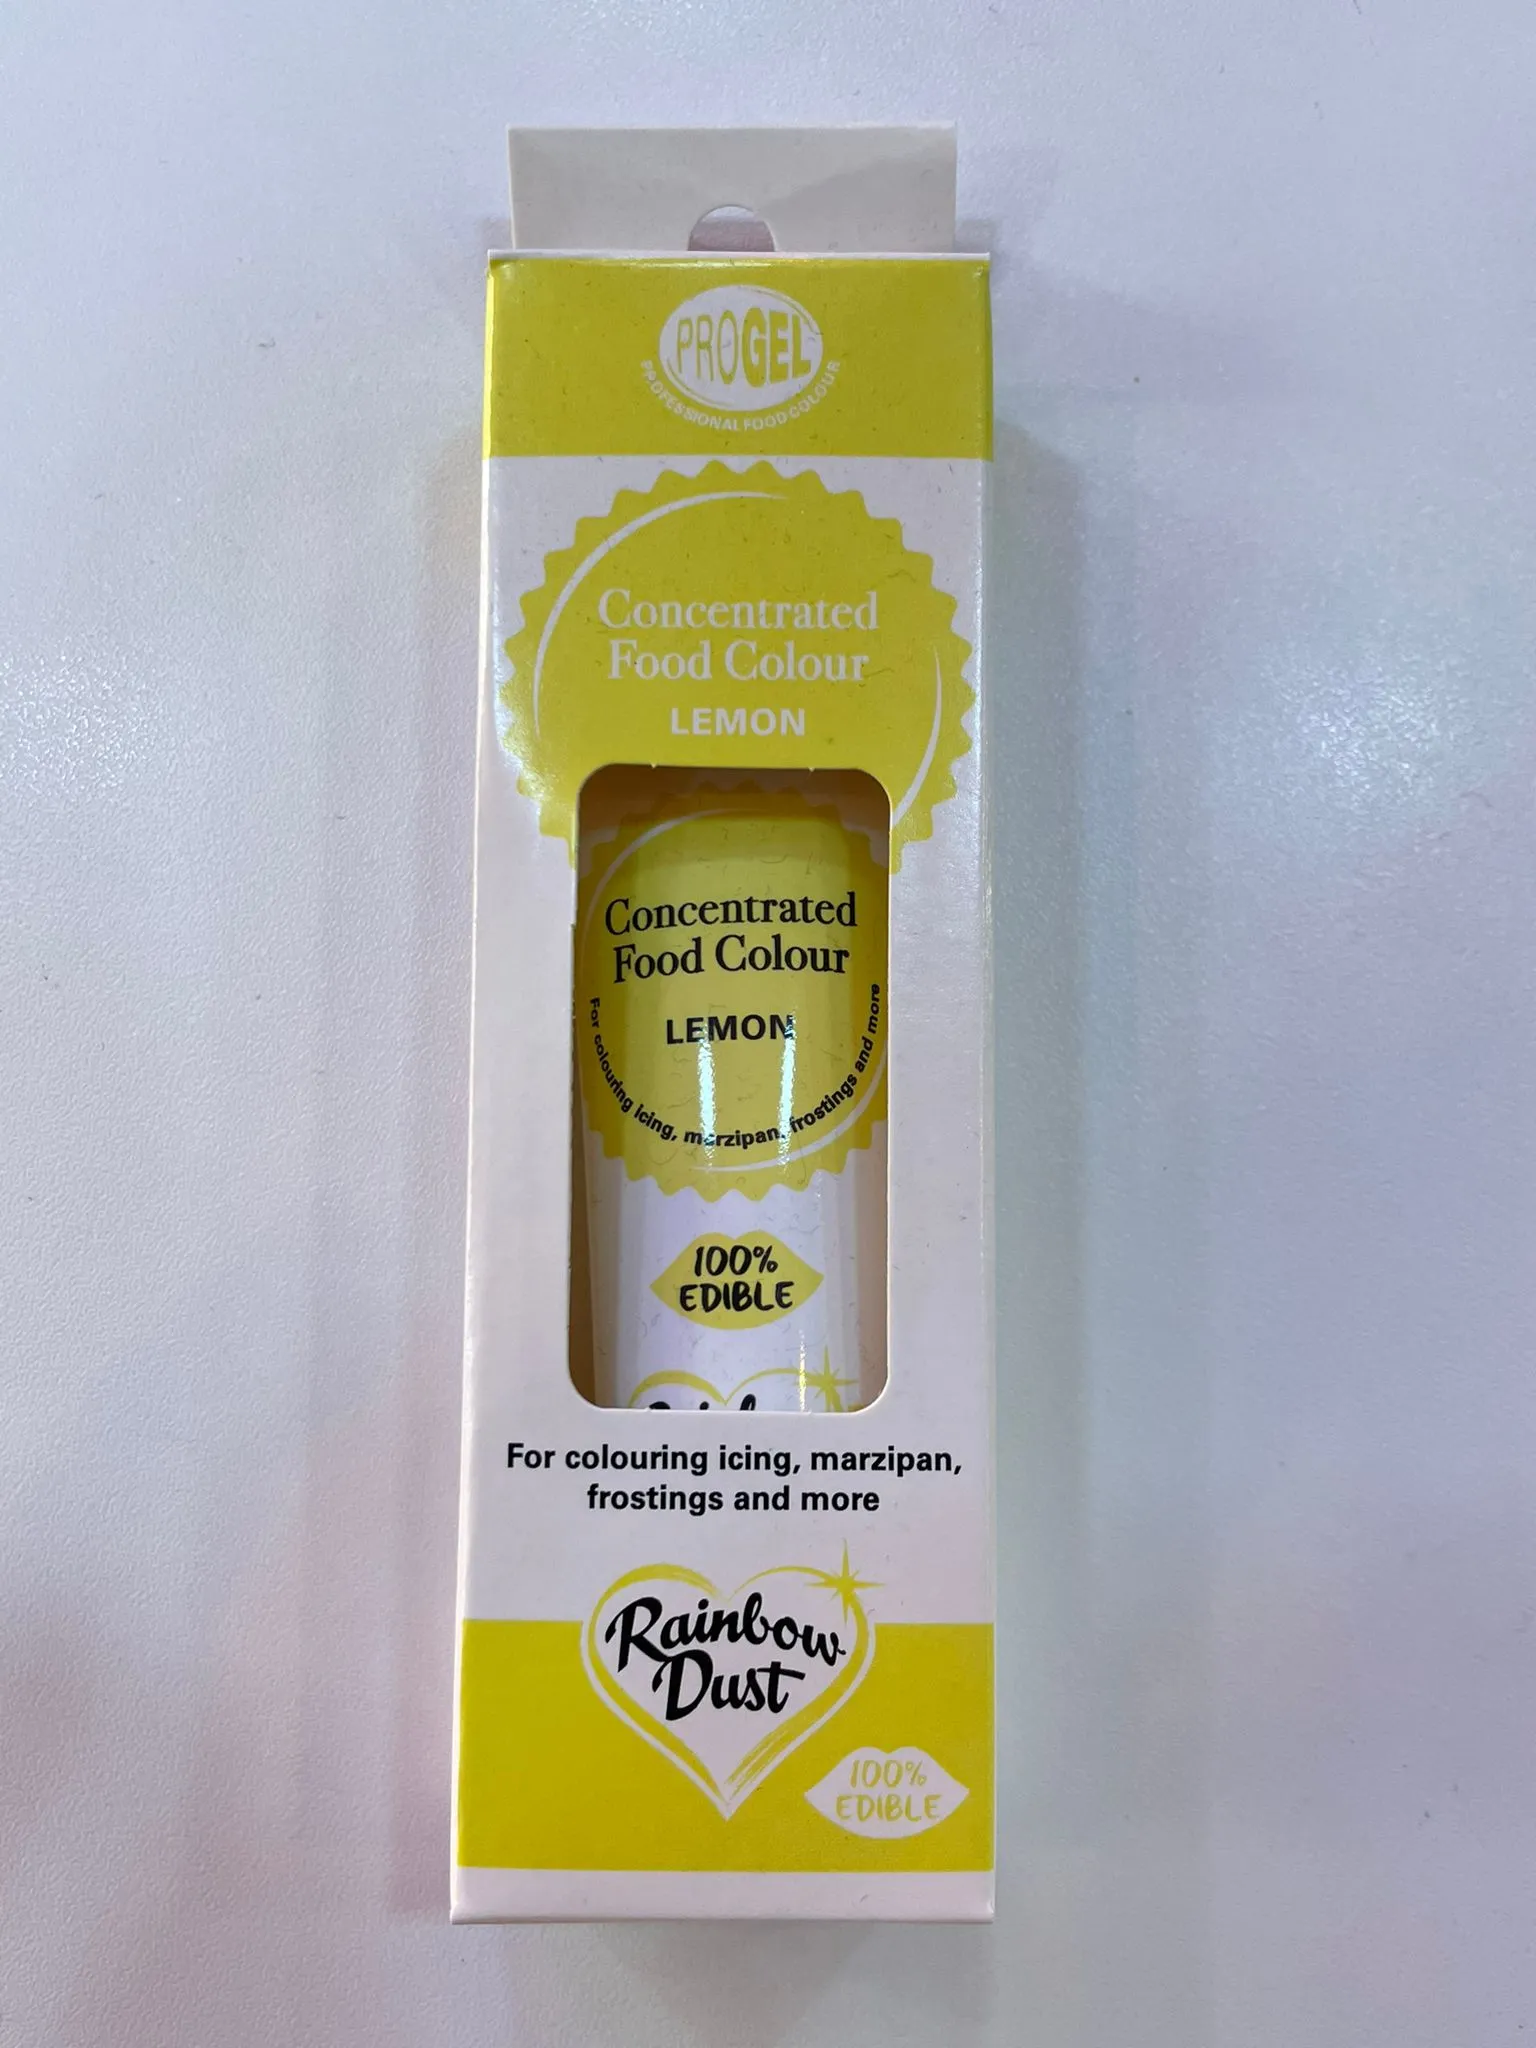 PROGEL
PROFESSIONAL FOOD COLOUR
Concentrated
Food Colour
LEMON
Concentrated
Food Colour
LEMON
For colouring icing, marzipan, frostings and more
100%
EDIBLE
For colouring icing, marzipan,
frostings and more
Rainbow
Dust
100%
EDIBLE